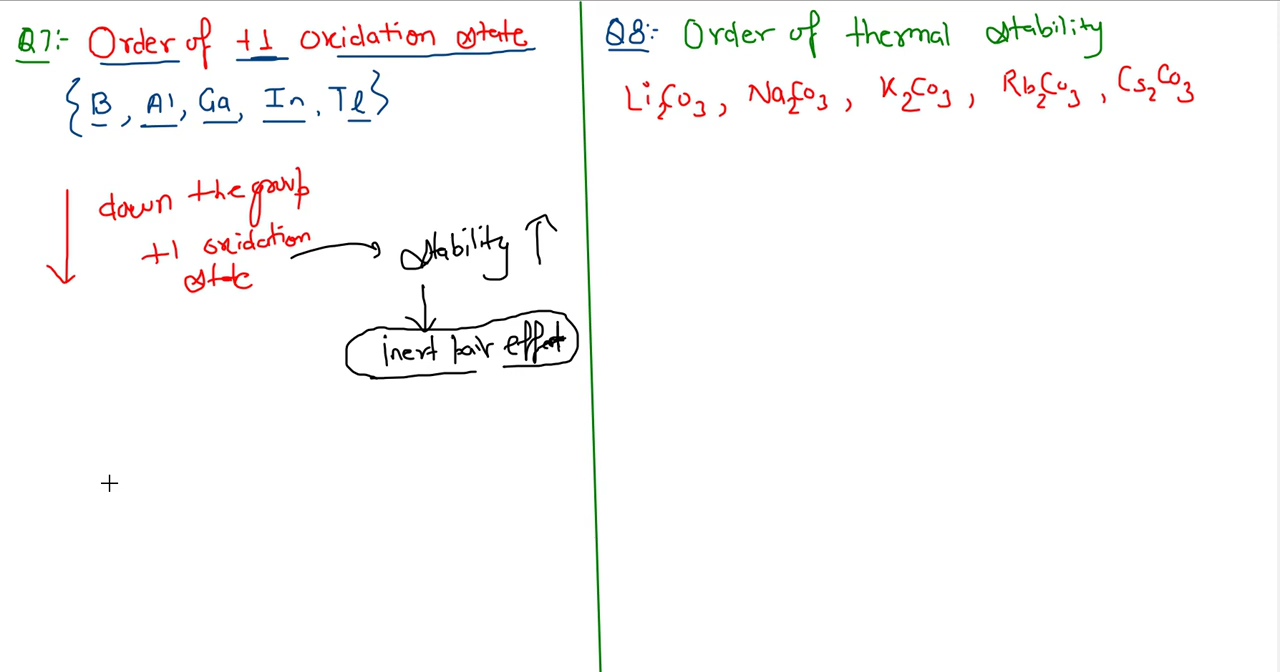 Q7:- Order of +1 oxidation state
{B, Al, Ga, In, Tl}
down the group
+1 oxidation
state
stability ↑
inert pair effect
Q8:- Order of thermal stability
Li2CO3, Na2CO3, K2CO3, Rb2CO3, Cs2CO3